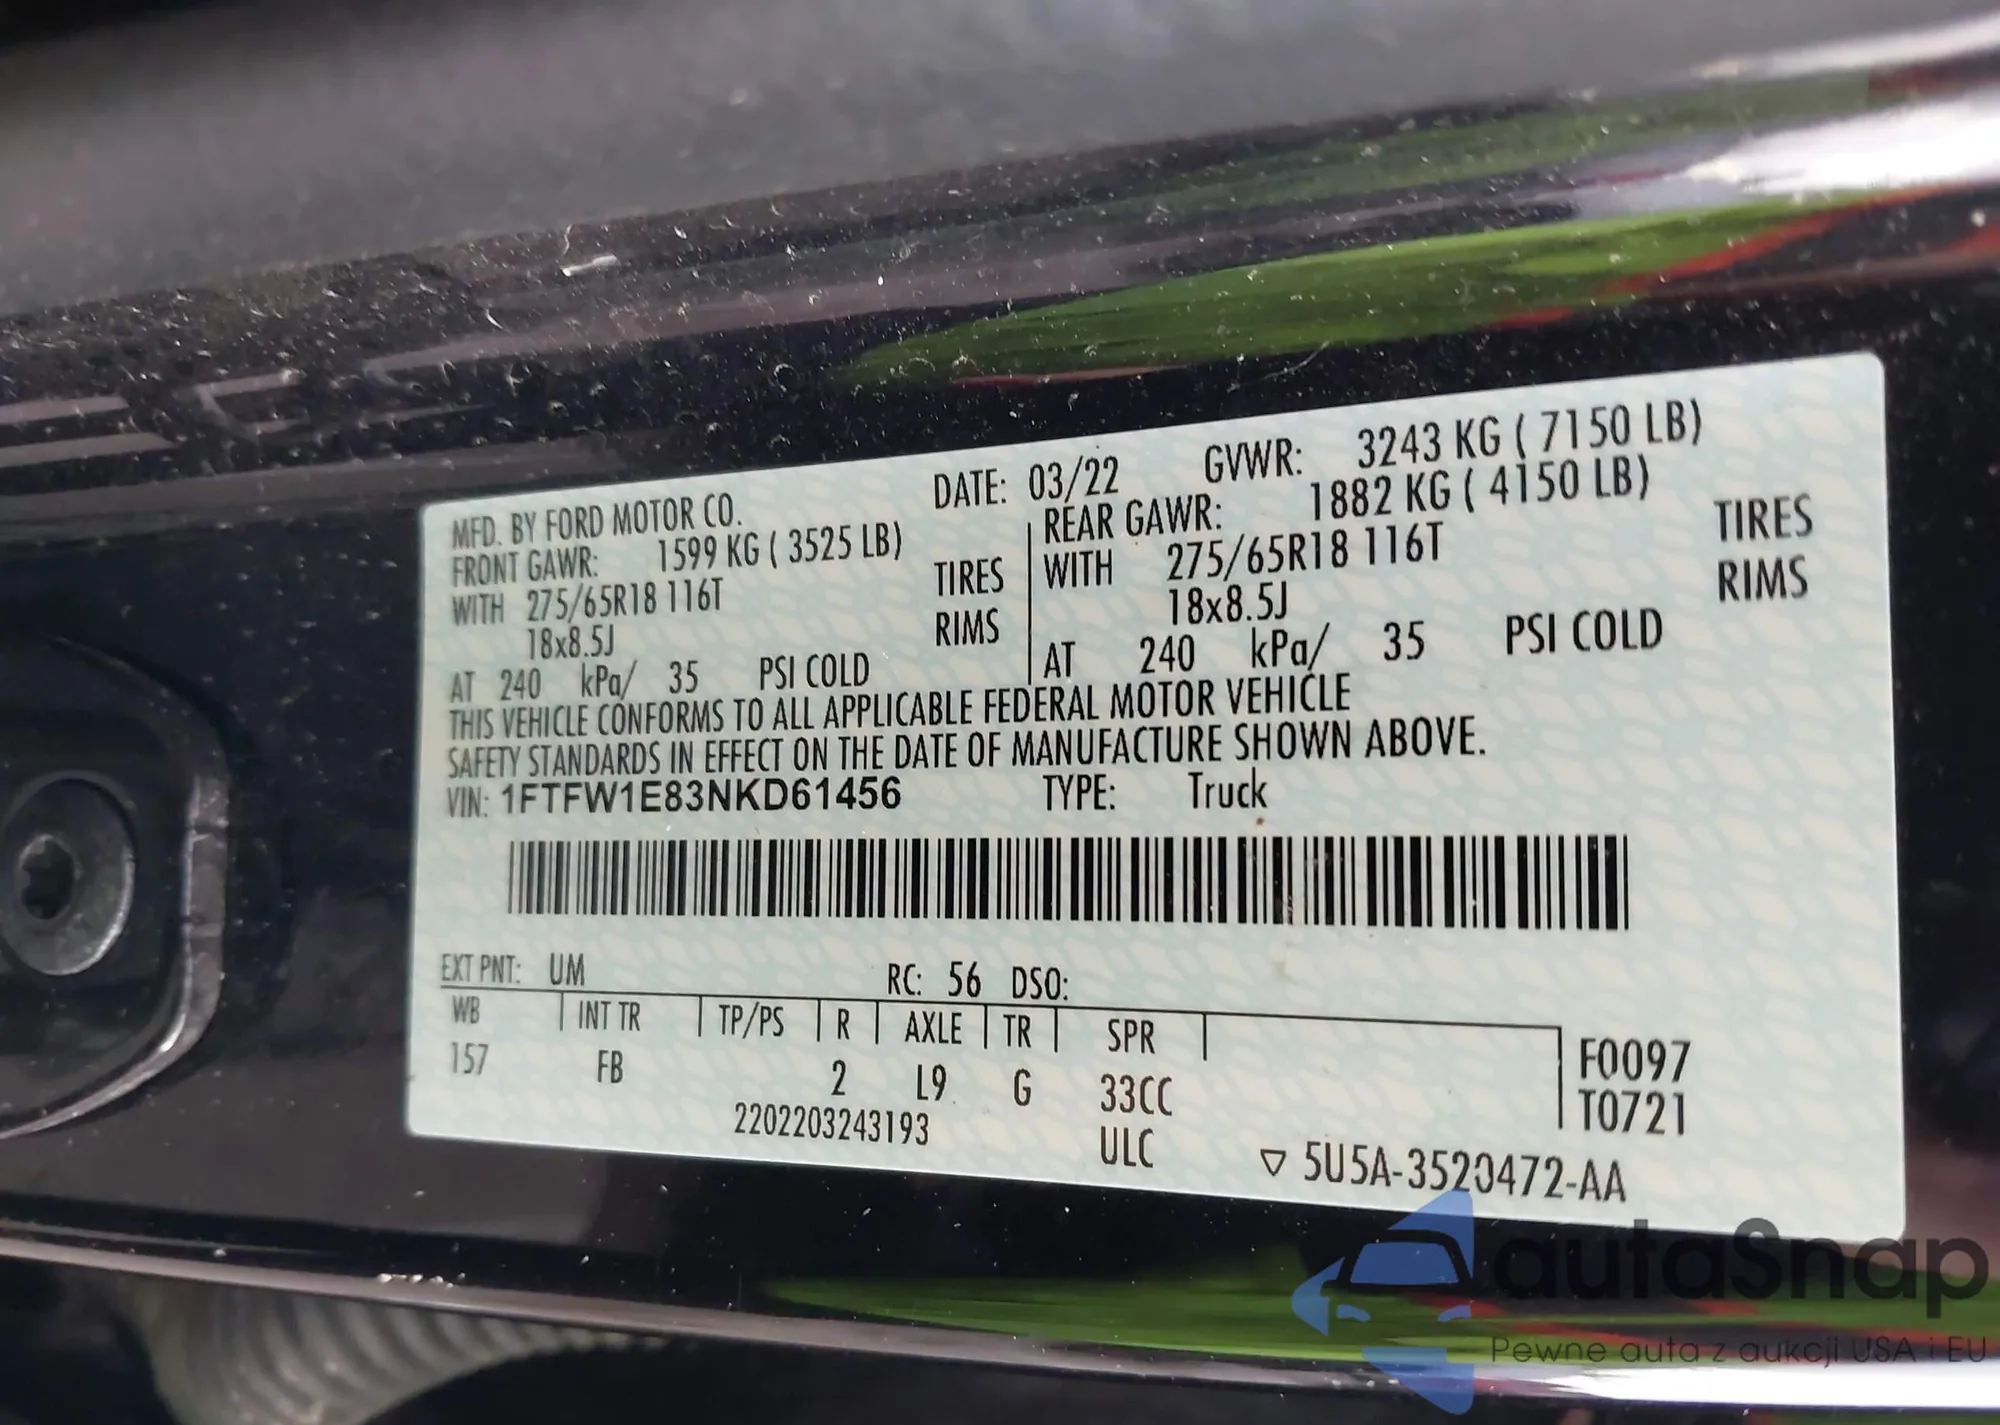 MFD. BY FORD MOTOR CO. DATE: 03/22 GVWR: 3243 KG ( 7150 LB)
FRONT GAWR: 1599 KG ( 3525 LB) REAR GAWR: 1882 KG ( 4150 LB)
WITH 275/65R18 116T TIRES WITH 275/65R18 116T TIRES
18x8.5J RIMS 18x8.5J RIMS
AT 240 kPa/ 35 PSI COLD AT 240 kPa/ 35 PSI COLD
THIS VEHICLE CONFORMS TO ALL APPLICABLE FEDERAL MOTOR VEHICLE
SAFETY STANDARDS IN EFFECT ON THE DATE OF MANUFACTURE SHOWN ABOVE.
VIN: 1FTFW1E83NKD61456 TYPE: Truck
EXT PNT: UM RC: 56 DSO:
WB INT TR TP/PS R AXLE TR SPR F0097
157 FB 2 L9 G 33CC T0721
2202203243193 ULC ▽ 5U5A-3520472-AA
autaSnap
Pewne auta z aukcji USA i EU